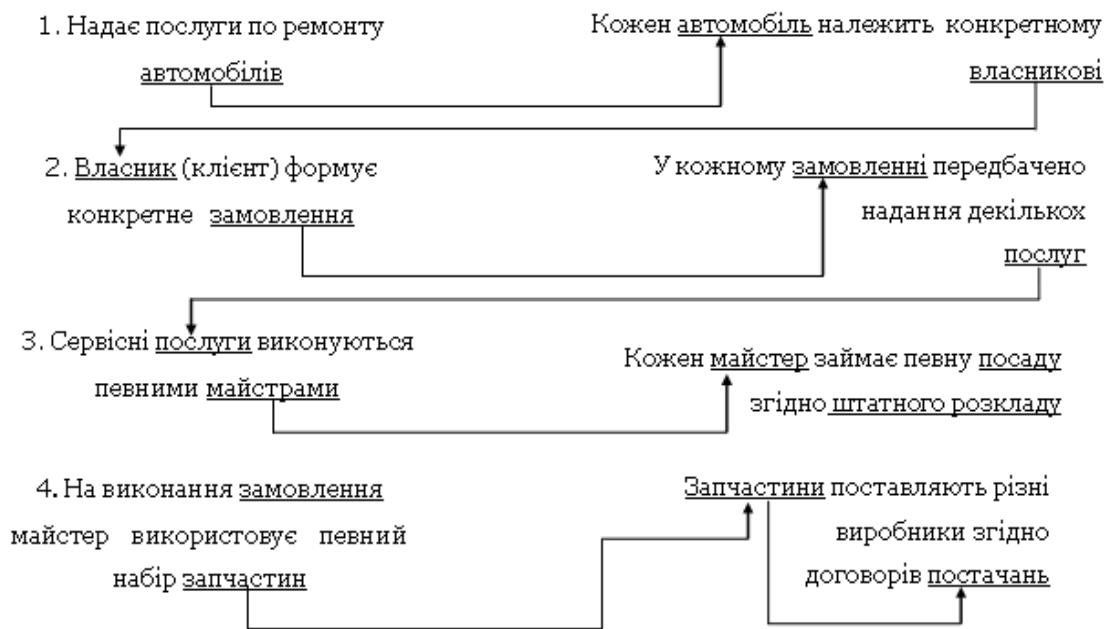 1. Надає послуги по ремонту
автомобілів
Кожен автомобіль належить конкретному
власникові
2. Власник (клієнт) формує
конкретне замовлення
У кожному замовленні передбачено
надання декількох
послуг
3. Сервісні послуги виконуються
певними майстрами
Кожен майстер займає певну посаду
згідно штатного розкладу
4. На виконання замовлення
майстер використовує певний
набір запчастин
Запчастини поставляють різні
виробники згідно
договорів постачань